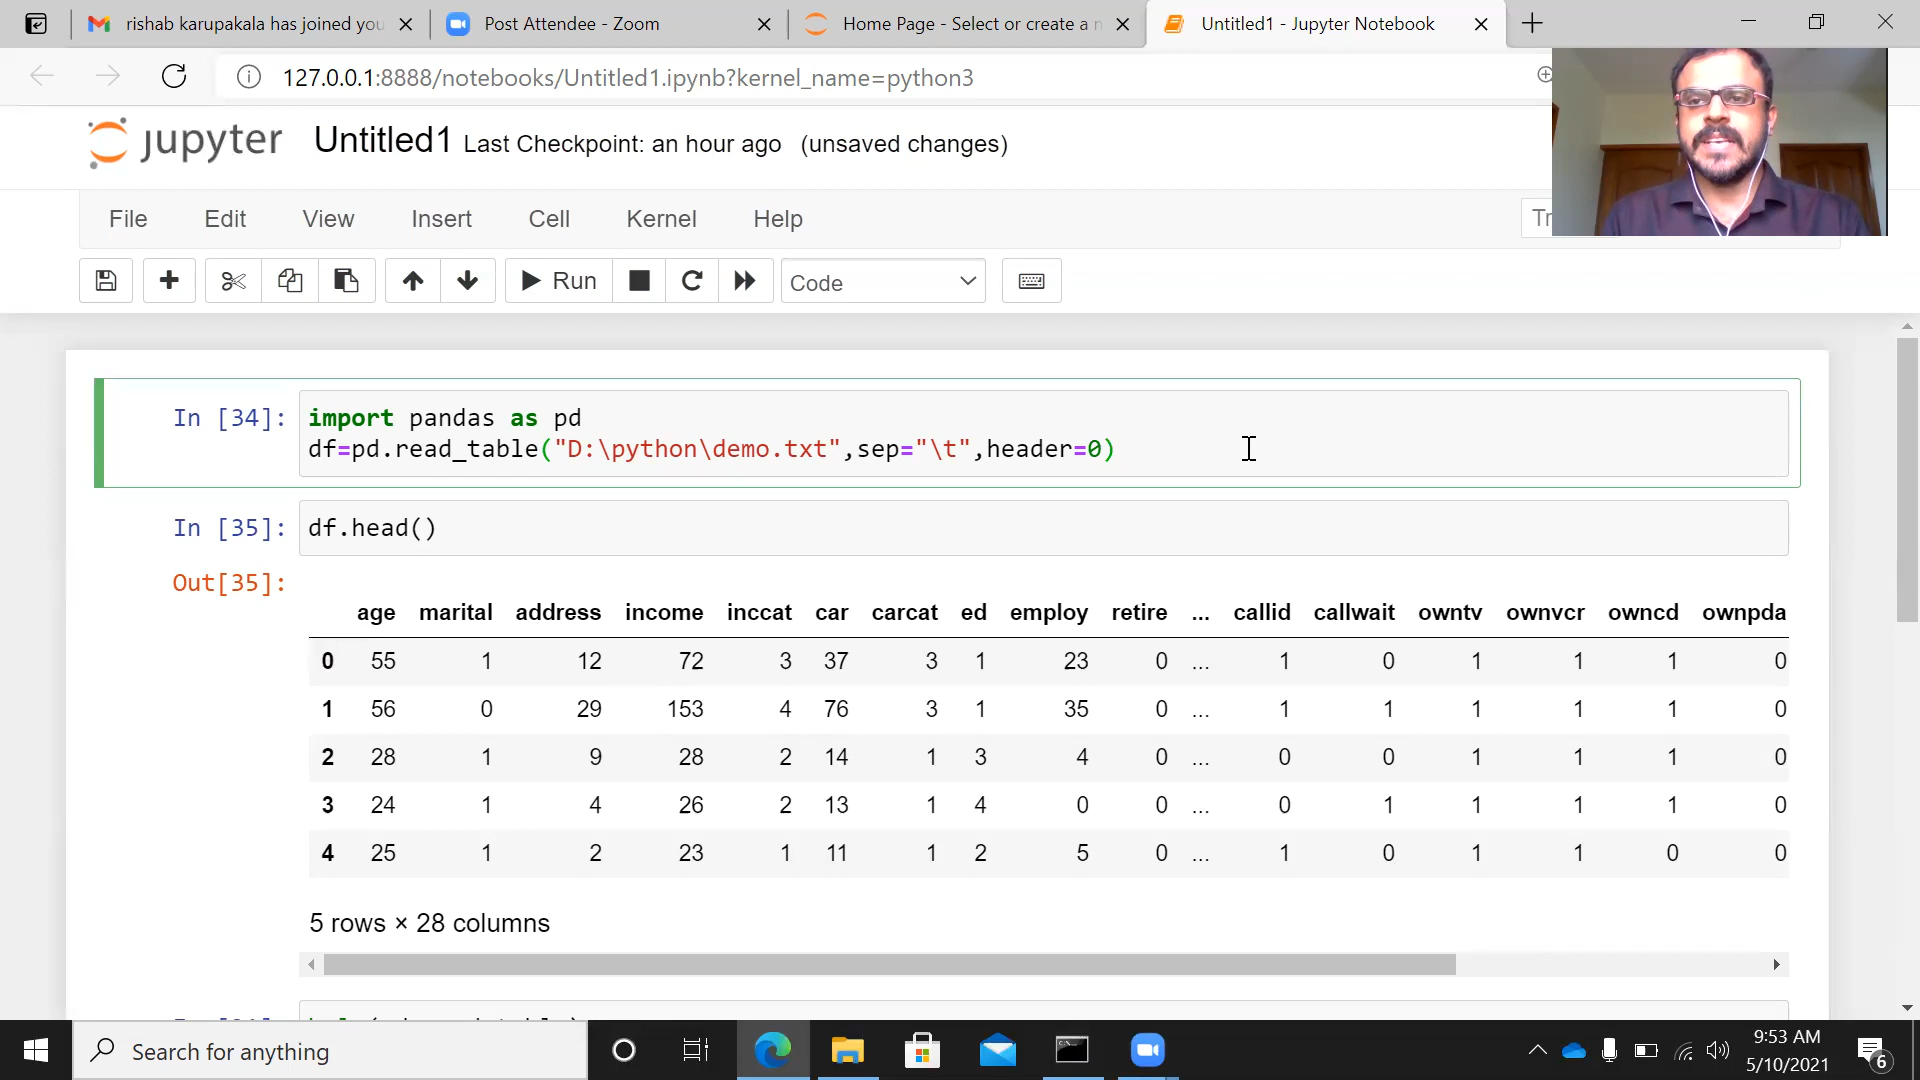 rishab karupakala has joined you
Post Attendee - Zoom
Home Page - Select or create a n
Untitled1 - Jupyter Notebook
127.0.0.1:8888/notebooks/Untitled1.ipynb?kernel_name=python3
jupyter Untitled1 Last Checkpoint: an hour ago (unsaved changes)
File Edit View Insert Cell Kernel Help Tr
Run Code
In [34]: import pandas as pd
df=pd.read_table("D:\python\demo.txt",sep="\t",header=0)
In [35]: df.head()
Out[35]:
age marital address income inccat car carcat ed employ retire ... callid callwait owntv ownvcr owncd ownpda
0 55 1 12 72 3 37 3 1 23 0 ... 1 0 1 1 1 0
1 56 0 29 153 4 76 3 1 35 0 ... 1 1 1 1 1 0
2 28 1 9 28 2 14 1 3 4 0 ... 0 0 1 1 1 0
3 24 1 4 26 2 13 1 4 0 0 ... 0 1 1 1 1 0
4 25 1 2 23 1 11 1 2 5 0 ... 1 0 1 1 0 0
5 rows × 28 columns
Search for anything
9:53 AM
5/10/2021
6